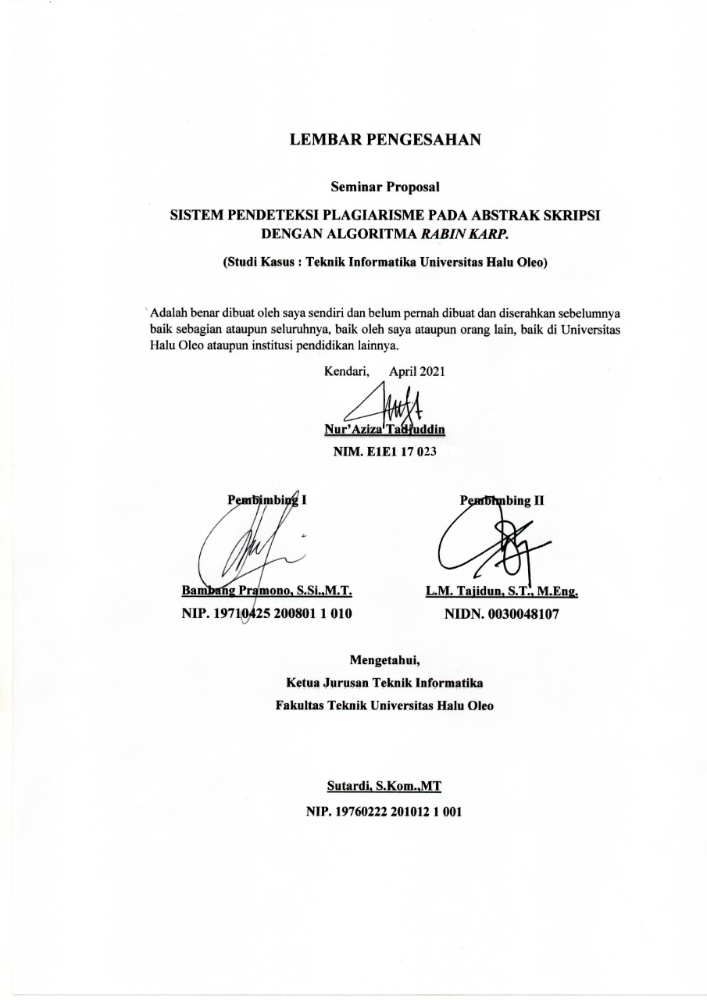 LEMBAR PENGESAHAN
Seminar Proposal
SISTEM PENDETEKSI PLAGIARISME PADA ABSTRAK SKRIPSI
DENGAN ALGORITMA RABIN KARP.
(Studi Kasus : Teknik Informatika Universitas Halu Oleo)
Adalah benar dibuat oleh saya sendiri dan belum pernah dibuat dan diserahkan sebelumnya
baik sebagian ataupun seluruhnya, baik oleh saya ataupun orang lain, baik di Universitas
Halu Oleo ataupun institusi pendidikan lainnya.
Kendari, April 2021
Nur'Aziza Tadjuddin
NIM. E1E1 17 023
Pembimbing I Pembimbing II
Bambang Pramono, S.Si.,M.T. L.M. Tajidun, S.T., M.Eng.
NIP. 19710425 200801 1 010 NIDN. 0030048107
Mengetahui,
Ketua Jurusan Teknik Informatika
Fakultas Teknik Universitas Halu Oleo
Sutardi, S.Kom.,MT
NIP. 19760222 201012 1 001